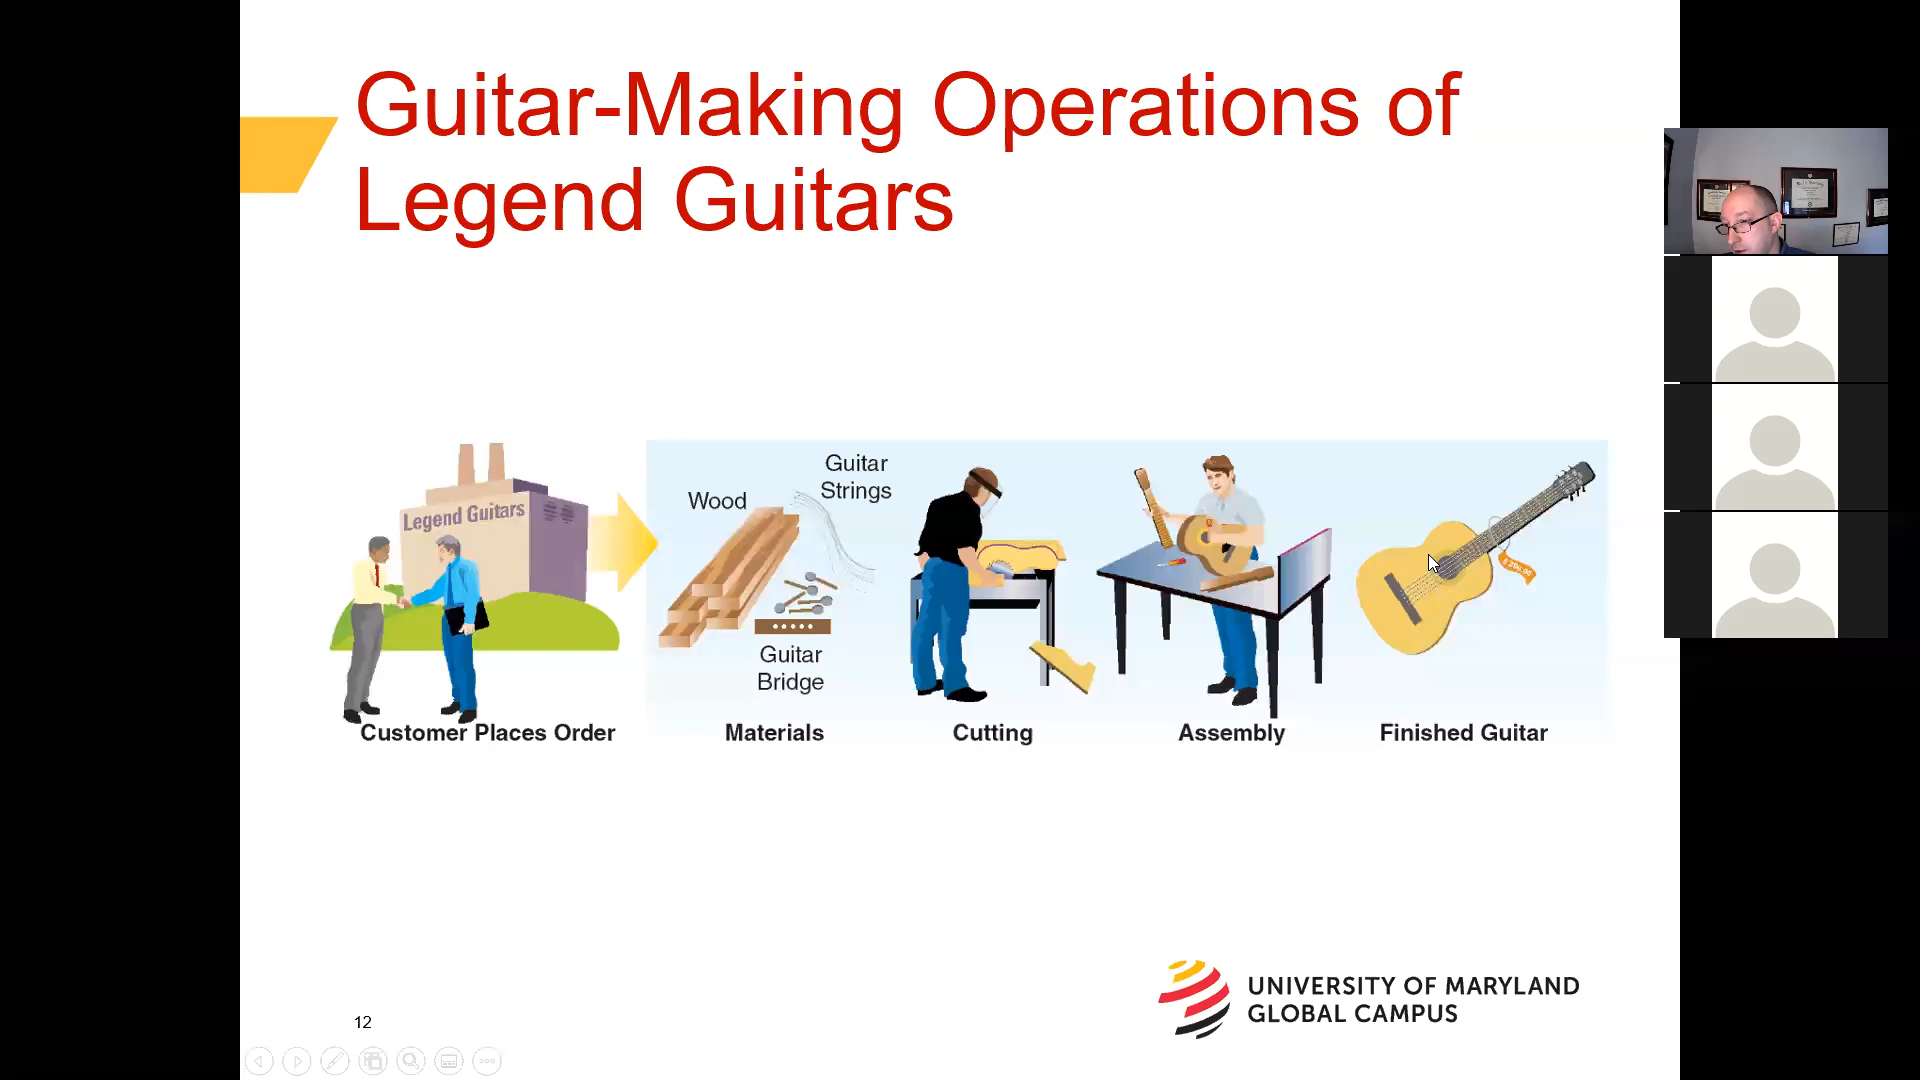 Guitar-Making Operations of
Legend Guitars
Legend Guitars
Wood
Guitar
Strings
Guitar
Bridge
Customer Places Order
Materials
Cutting
Assembly
Finished Guitar
UNIVERSITY OF MARYLAND
GLOBAL CAMPUS
12